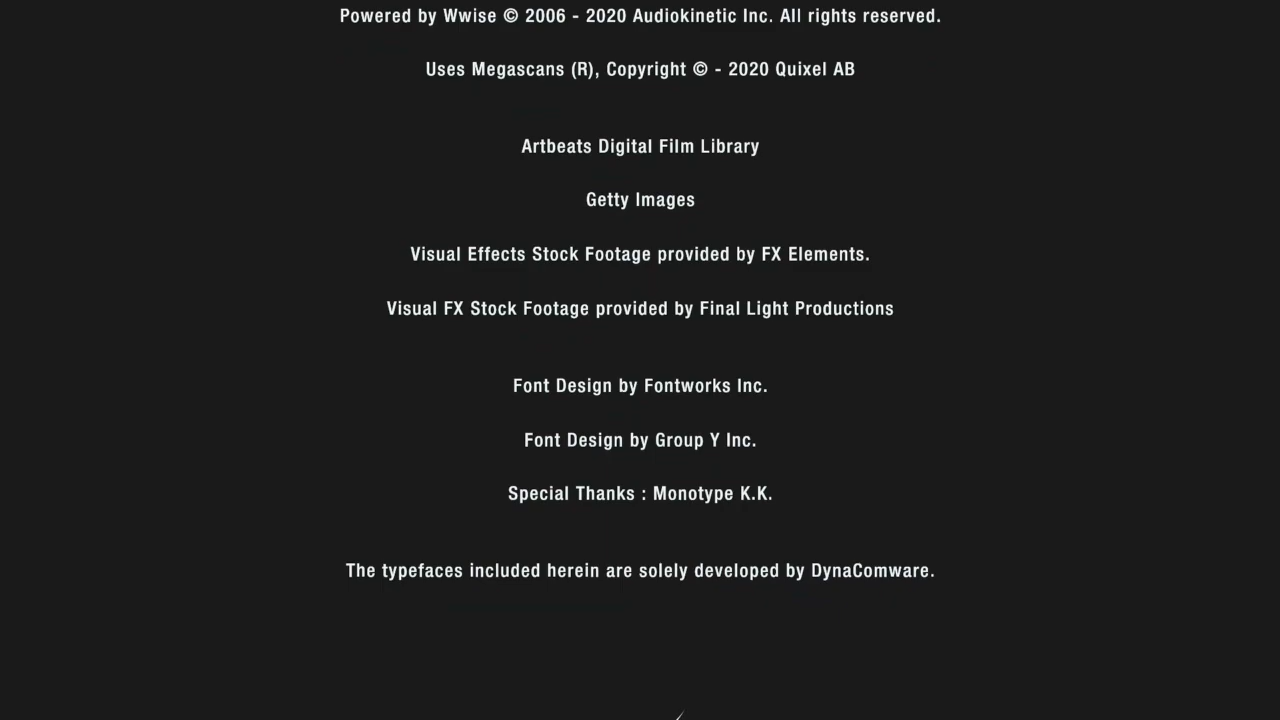 Powered by Wwise © 2006 - 2020 Audiokinetic Inc. All rights reserved.
Uses Megascans (R), Copyright © - 2020 Quixel AB
Artbeats Digital Film Library
Getty Images
Visual Effects Stock Footage provided by FX Elements.
Visual FX Stock Footage provided by Final Light Productions
Font Design by Fontworks Inc.
Font Design by Group Y Inc.
Special Thanks : Monotype K.K.
The typefaces included herein are solely developed by DynaComware.